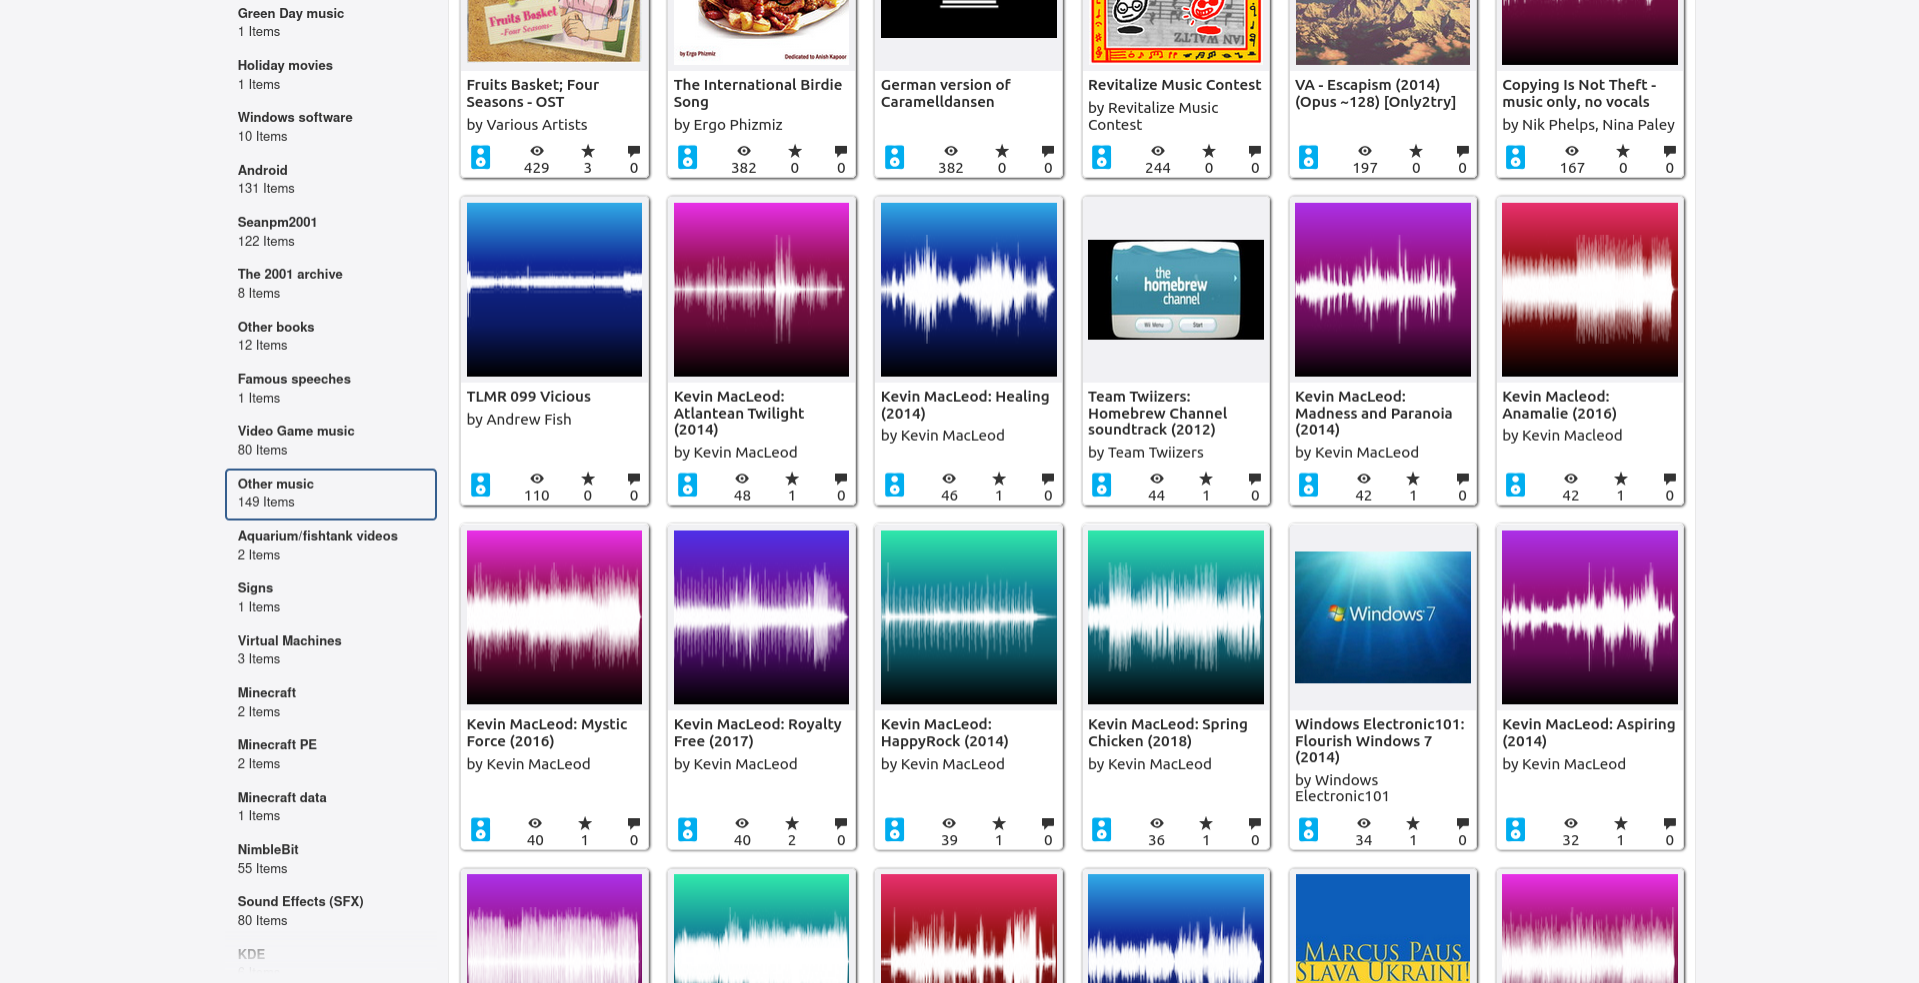 Green Day music
1 Items
Holiday movies
1 Items
Windows software
10 Items
Android
131 Items
Seanpm2001
122 Items
The 2001 archive
8 Items
Other books
12 Items
Famous speeches
1 Items
Video Game music
80 Items
Other music
149 Items
Aquarium/fishtank videos
2 Items
Signs
1 Items
Virtual Machines
3 Items
Minecraft
2 Items
Minecraft PE
2 Items
Minecraft data
1 Items
NimbleBit
55 Items
Sound Effects (SFX)
80 Items
KDE
Fruits Basket
~Four Seasons~
Fruits Basket; Four
Seasons - OST
by Various Artists
429 3 0
by Ergo Phizmiz
Dedicated to Anish Kapoor
The International Birdie
Song
by Ergo Phizmiz
382 0 0
German version of
Caramelldansen
382 0 0
Revitalize Music Contest
by Revitalize Music
Contest
244 0 0
VA - Escapism (2014)
(Opus ~128) [Only2try]
197 0 0
Copying Is Not Theft -
music only, no vocals
by Nik Phelps, Nina Paley
167 0 0
TLMR 099 Vicious
by Andrew Fish
110 0 0
Kevin MacLeod:
Atlantean Twilight
(2014)
by Kevin MacLeod
48 1 0
Kevin MacLeod: Healing
(2014)
by Kevin MacLeod
46 1 0
the
homebrew
channel
Wii Menu
Start
Team Twiizers:
Homebrew Channel
soundtrack (2012)
by Team Twiizers
44 1 0
Kevin MacLeod:
Madness and Paranoia
(2014)
by Kevin MacLeod
42 1 0
Kevin Macleod:
Anamalie (2016)
by Kevin Macleod
42 1 0
Kevin MacLeod: Mystic
Force (2016)
by Kevin MacLeod
40 1 0
Kevin MacLeod: Royalty
Free (2017)
by Kevin MacLeod
40 2 0
Kevin MacLeod:
HappyRock (2014)
by Kevin MacLeod
39 1 0
Kevin MacLeod: Spring
Chicken (2018)
by Kevin MacLeod
36 1 0
Windows 7
Windows Electronic101:
Flourish Windows 7
(2014)
by Windows
Electronic101
34 1 0
Kevin MacLeod: Aspiring
(2014)
by Kevin MacLeod
32 1 0
MARCUS PAUS
SLAVA UKRAINI!